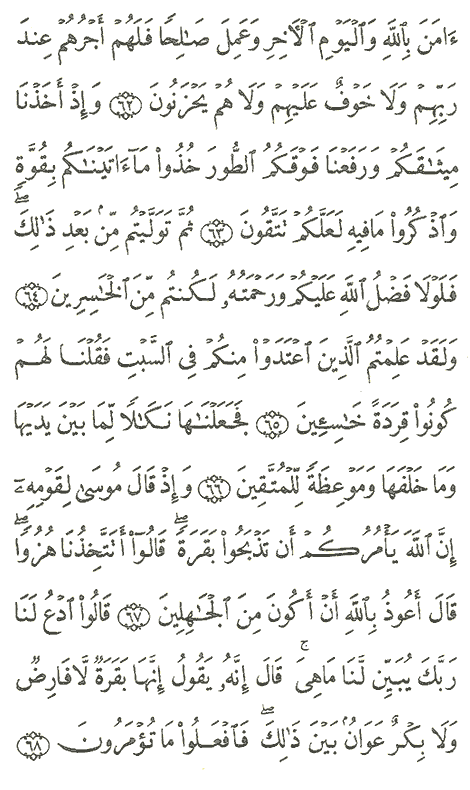 ءَامَنَ بِٱللَّهِ وَٱلْيَوْمِ ٱلْأَخِرِ وَعَمِلَ صَـٰلِحًا فَلَهُمْ أَجْرُهُمْ عِندَ
رَبِّهِمْ وَلَا خَوْفٌ عَلَيْهِمْ وَلَا هُمْ يَحْزَنُونَ ٦٢ وَإِذْ أَخَذْنَا
مِيثَـٰقَكُمْ وَرَفَعْنَا فَوْقَكُمُ ٱلطُّورَ خُذُوا۟ مَآ ءَاتَيْنَـٰكُم بِقُوَّةٍ
وَٱذْكُرُوا۟ مَا فِيهِ لَعَلَّكُمْ تَتَّقُونَ ٦٣ ثُمَّ تَوَلَّيْتُم مِّنۢ بَعْدِ ذَٰلِكَ ۖ
فَلَوْلَا فَضْلُ ٱللَّهِ عَلَيْكُمْ وَرَحْمَتُهُۥ لَكُنتُم مِّنَ ٱلْخَـٰسِرِينَ ٦٤
وَلَقَدْ عَلِمْتُمُ ٱلَّذِينَ ٱعْتَدَوْا۟ مِنكُمْ فِى ٱلسَّبْتِ فَقُلْنَا لَهُمْ
كُونُوا۟ قِرَدَةً خَـٰسِـِٔينَ ٦٥ فَجَعَلْنَـٰهَا نَكَـٰلًا لِّمَا بَيْنَ يَدَيْهَا
وَمَا خَلْفَهَا وَمَوْعِظَةً لِّلْمُتَّقِينَ ٦٦ وَإِذْ قَالَ مُوسَىٰ لِقَوْمِهِۦٓ
إِنَّ ٱللَّهَ يَأْمُرُكُمْ أَن تَذْبَحُوا۟ بَقَرَةً ۖ قَالُوٓا۟ أَتَتَّخِذُنَا هُزُوًا ۖ
قَالَ أَعُوذُ بِٱللَّهِ أَنْ أَكُونَ مِنَ ٱلْجَـٰهِلِينَ ٦٧ قَالُوا۟ ٱدْعُ لَنَا
رَبَّكَ يُبَيِّن لَّنَا مَا هِىَ ۚ قَالَ إِنَّهُۥ يَقُولُ إِنَّهَا بَقَرَةٌ لَّا فَارِضٌ
وَلَا بِكْرٌ عَوَانٌۢ بَيْنَ ذَٰلِكَ ۖ فَٱفْعَلُوا۟ مَا تُؤْمَرُونَ ٦٨